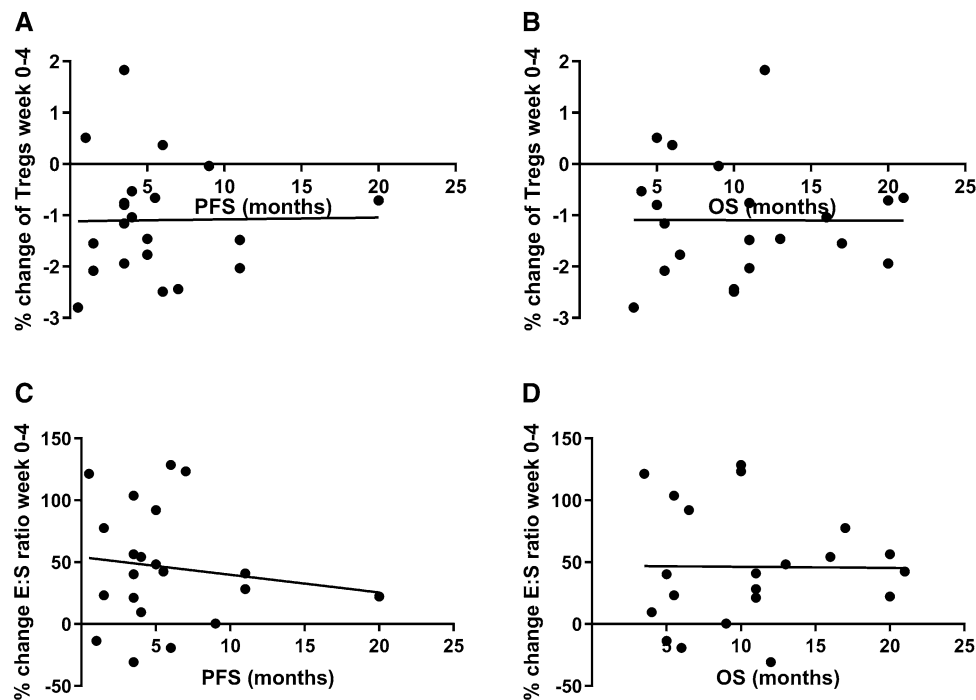 A
% change of Tregs week 0-4
2
1
0
-1
-2
-3
5 10 15 20 25
PFS (months)
B
% change of Tregs week 0-4
2
1
0
-1
-2
-3
5 10 15 20 25
OS (months)
C
% change E:S ratio week 0-4
150
100
50
0
-50
5 10 15 20 25
PFS (months)
D
% change E:S ratio week 0-4
150
100
50
0
-50
5 10 15 20 25
OS (months)